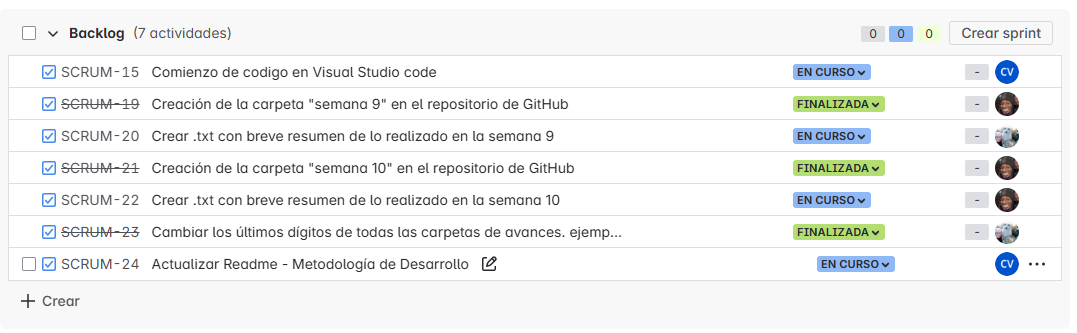 Backlog (7 actividades) 0 0 0 Crear sprint
SCRUM-15 Comienzo de codigo en Visual Studio code EN CURSO - CV
SCRUM-19 Creación de la carpeta "semana 9" en el repositorio de GitHub FINALIZADA -
SCRUM-20 Crear .txt con breve resumen de lo realizado en la semana 9 EN CURSO -
SCRUM-21 Creación de la carpeta "semana 10" en el repositorio de GitHub FINALIZADA -
SCRUM-22 Crear .txt con breve resumen de lo realizado en la semana 10 EN CURSO -
SCRUM-23 Cambiar los últimos dígitos de todas las carpetas de avances. ejemp... FINALIZADA -
SCRUM-24 Actualizar Readme - Metodología de Desarrollo EN CURSO CV
Crear